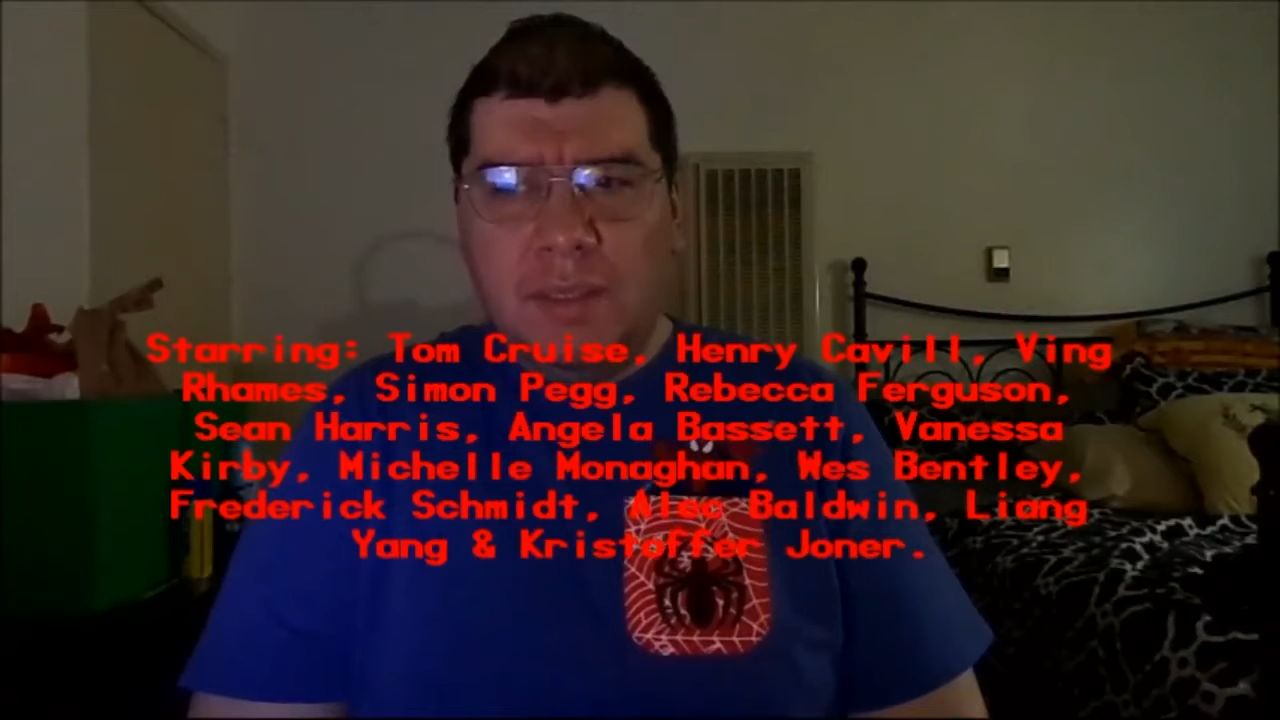 Starring: Tom Cruise, Henry Cavill, Ving
Rhames, Simon Pegg, Rebecca Ferguson,
Sean Harris, Angela Bassett, Vanessa
Kirby, Michelle Monaghan, Wes Bentley,
Frederick Schmidt, Alec Baldwin, Liang
Yang & Kristoffer Joner.